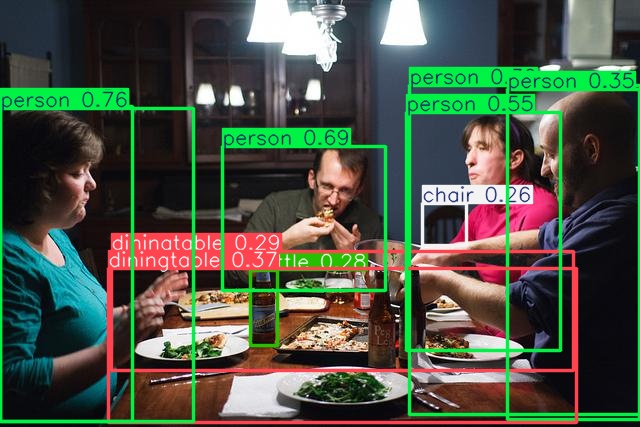 person 0.76
person 0.35
person 0.55
person 0.69
chair 0.26
diningtable 0.29
diningtable 0.37
ttle 0.28